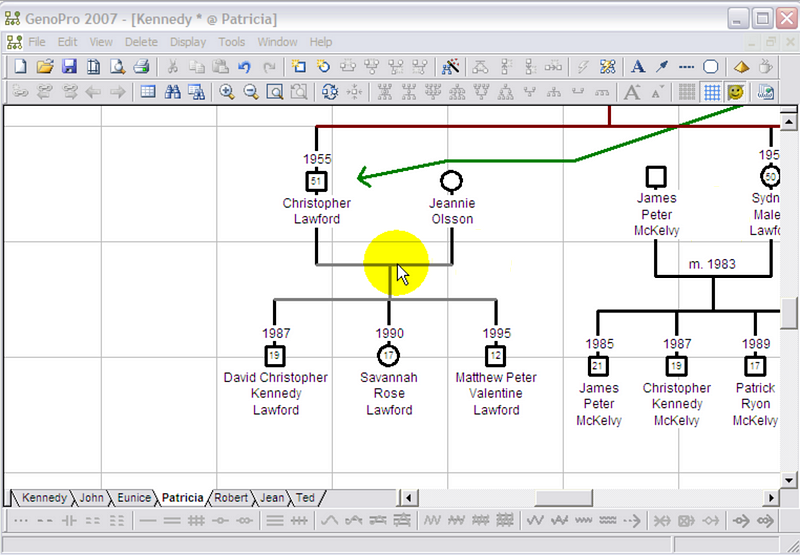 GenoPro 2007 - [Kennedy * @ Patricia]
File Edit View Delete Display Tools Window Help
1955
51
Christopher
Lawford
Jeannie
Olsson
James
Peter
McKelvy
195
50
Sydn
Male
Lawfo
m. 1983
1987
19
David Christopher
Kennedy
Lawford
1990
17
Savannah
Rose
Lawford
1995
12
Matthew Peter
Valentine
Lawford
1985
21
James
Peter
McKelvy
1987
19
Christopher
Kennedy
McKelvy
1989
17
Patrick
Ryon
McKelvy
Kennedy John Eunice Patricia Robert Jean Ted